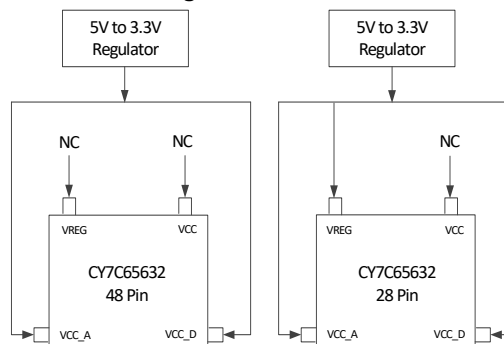 5V to 3.3V
Regulator
NC
NC
VREG
VCC
CY7C65632
48 Pin
VCC_A
VCC_D
5V to 3.3V
Regulator
NC
VREG
VCC
CY7C65632
28 Pin
VCC_A
VCC_D